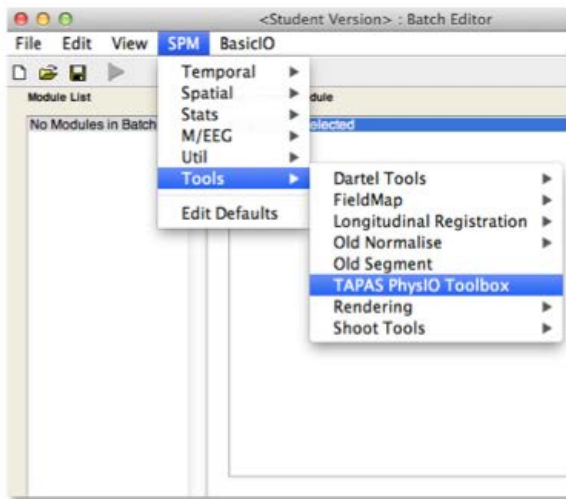 <Student Version> : Batch Editor
File Edit View SPM BasicIO
Module List
No Modules in Batch
Temporal
Spatial
Stats
M/EEG
Util
Tools
Edit Defaults
Dartel Tools
FieldMap
Longitudinal Registration
Old Normalise
Old Segment
TAPAS PhysIO Toolbox
Rendering
Shoot Tools